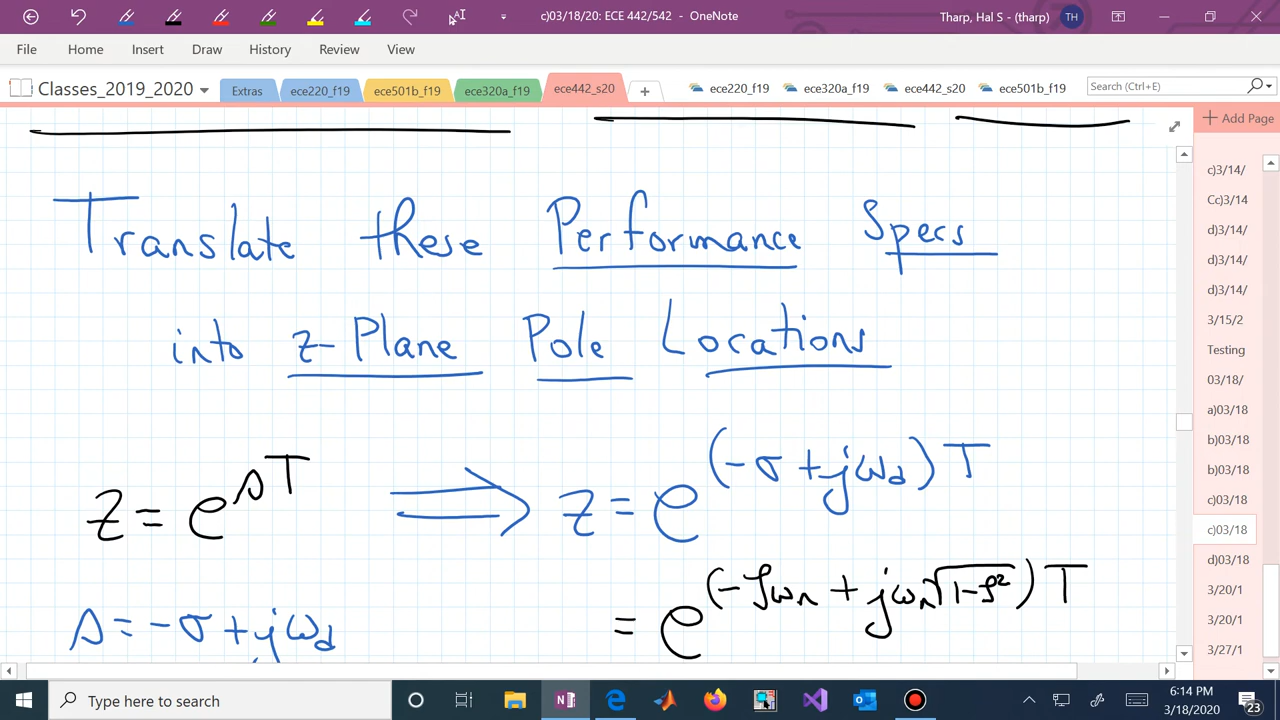 c)03/18/20: ECE 442/542 - OneNote
Tharp, Hal S (tharp)
TH
File Home Insert Draw History Review View
Classes_2019_2020
Extras ece220_f19 ece501b_f19 ece320a_f19 ece442_s20 + ece220_f19 ece320a_f19 ece442_s20 ece501b_f19
Search (Ctrl+E)
Add Page
Translate these Performance Specs
into z-Plane Pole Locations
z = e^{sT} ⇒ z = e^{(-σ + jω_d)T}
= e^{(-ζω_n + jω_n√(1-ζ²))T}
s = -σ + jω_d
c)3/14/
Cc)3/14
d)3/14/
d)3/14/
d)3/14/
3/15/2
Testing
03/18/
a)03/18
b)03/18
b)03/18
c)03/18
c)03/18
d)03/18
3/20/1
3/20/1
3/27/1
Type here to search
6:14 PM
3/18/2020
23